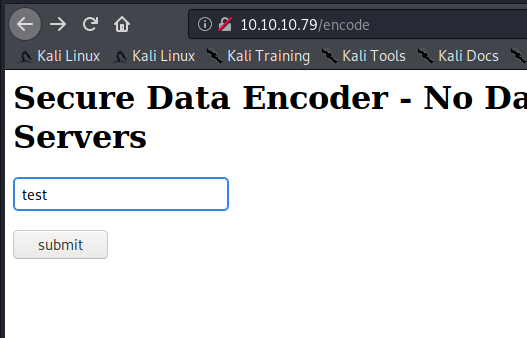 10.10.10.79/encode
Kali Linux Kali Linux Kali Training Kali Tools Kali Docs
Secure Data Encoder - No Da
Servers
test
submit